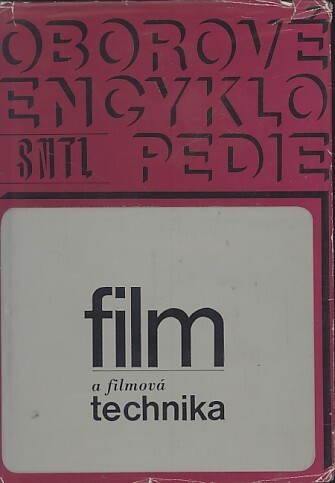 OBOROVÉ
ENCYKLO
SNTL PEDIE
film
a filmová
technika